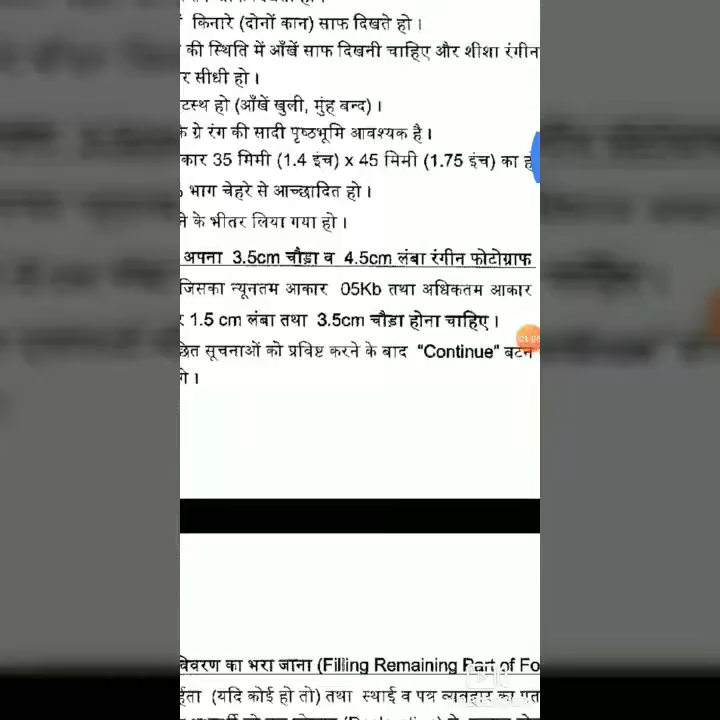 किनारे (दोनों कान) साफ दिखते हो ।
की स्थिति में आँखें साफ दिखनी चाहिए और शीशा रंगीन
सीधी हो ।
हो (आँखें खुली, मुंह बन्द) ।
ग्रे रंग की सादी पृष्ठभूमि आवश्यक है ।
35 मिमी (1.4 इंच) x 45 मिमी (1.75 इंच) का
भाग चेहरे से आच्छादित हो ।
के भीतर लिया गया हो ।
अपना 3.5cm चौड़ा व 4.5cm लंबा रंगीन फोटोग्राफ
जिसका न्यूनतम आकार 05Kb तथा अधिकतम आकार
1.5 cm लंबा तथा 3.5cm चौड़ा होना चाहिए ।
सूचनाओं को प्रविष्ट करने के बाद "Continue" बटन
विवरण का भरा जाना (Filling Remaining Part of Fo
(यदि कोई हो तो) तथा स्थाई व पत्र व्यवहार का